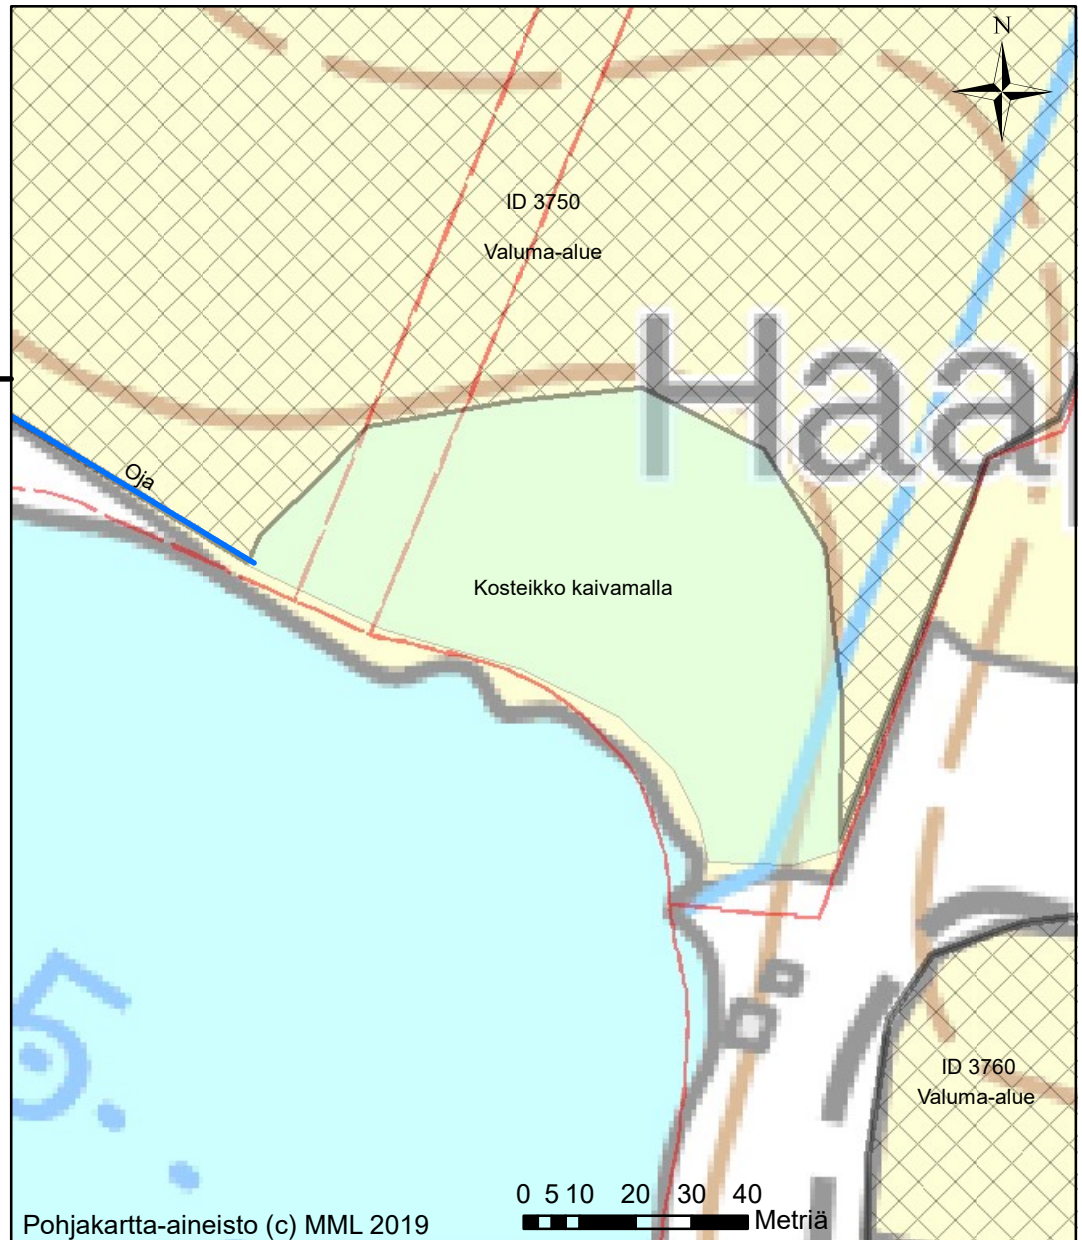 N
ID 3750
Valuma-alue
Haa
Oja
Kosteikko kaivamalla
5.
ID 3760
Valuma-alue
0 5 10 20 30 40
Metriä
Pohjakartta-aineisto (c) MML 2019